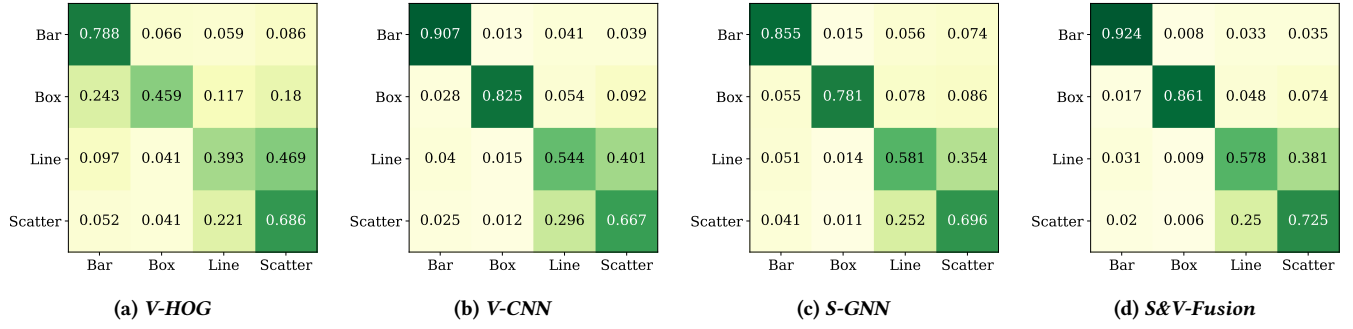 Bar 0.788 0.066 0.059 0.086
Box 0.243 0.459 0.117 0.18
Line 0.097 0.041 0.393 0.469
Scatter 0.052 0.041 0.221 0.686
Bar Box Line Scatter
(a) V-HOG
Bar 0.907 0.013 0.041 0.039
Box 0.028 0.825 0.054 0.092
Line 0.04 0.015 0.544 0.401
Scatter 0.025 0.012 0.296 0.667
Bar Box Line Scatter
(b) V-CNN
Bar 0.855 0.015 0.056 0.074
Box 0.055 0.781 0.078 0.086
Line 0.051 0.014 0.581 0.354
Scatter 0.041 0.011 0.252 0.696
Bar Box Line Scatter
(c) S-GNN
Bar 0.924 0.008 0.033 0.035
Box 0.017 0.861 0.048 0.074
Line 0.031 0.009 0.578 0.381
Scatter 0.02 0.006 0.25 0.725
Bar Box Line Scatter
(d) S&V-Fusion